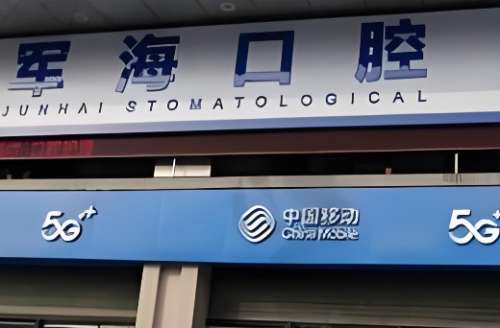 军海口腔
JUNHAI STOMATOLOGICAL
5G+ 中国移动 5G+
China Mobile